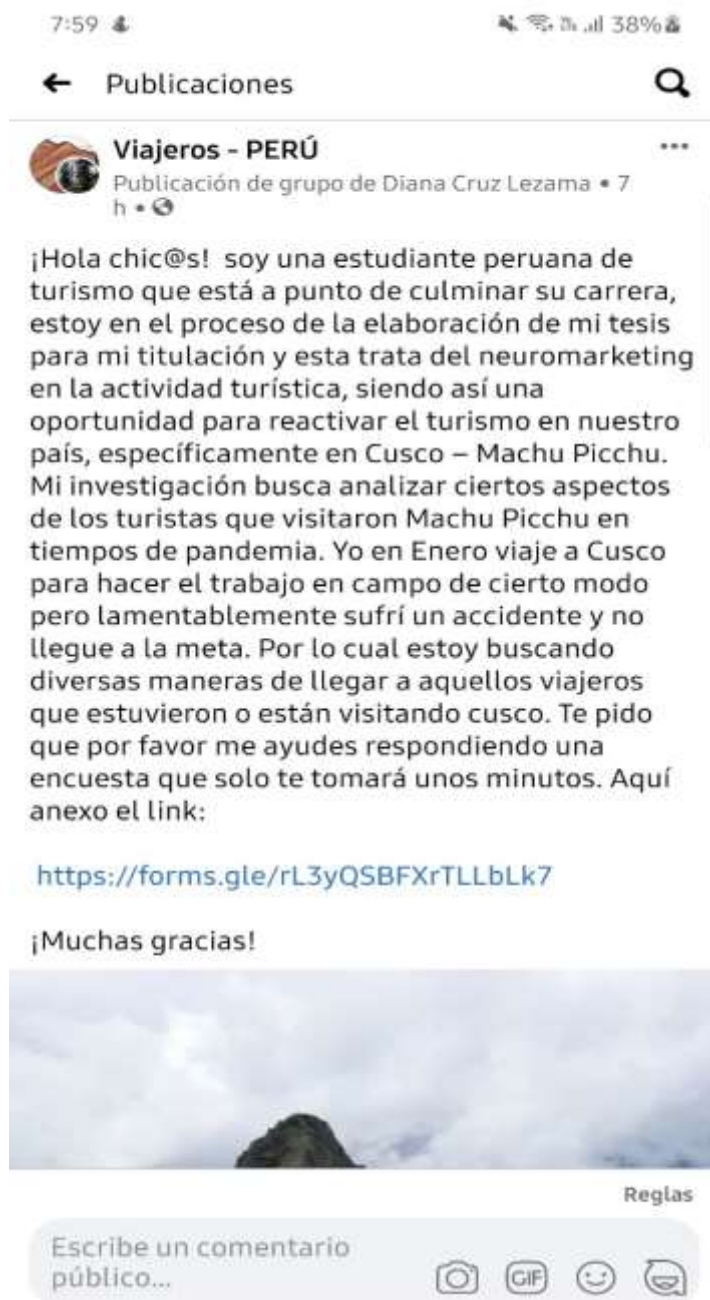 7:59
38%
Publicaciones
Viajeros - PERÚ
Publicación de grupo de Diana Cruz Lezama • 7
h •
¡Hola chic@s!  soy una estudiante peruana de
turismo que está a punto de culminar su carrera,
estoy en el proceso de la elaboración de mi tesis
para mi titulación y esta trata del neuromarketing
en la actividad turística, siendo así una
oportunidad para reactivar el turismo en nuestro
país, específicamente en Cusco – Machu Picchu.
Mi investigación busca analizar ciertos aspectos
de los turistas que visitaron Machu Picchu en
tiempos de pandemia. Yo en Enero viaje a Cusco
para hacer el trabajo en campo de cierto modo
pero lamentablemente sufrí un accidente y no
llegue a la meta. Por lo cual estoy buscando
diversas maneras de llegar a aquellos viajeros
que estuvieron o están visitando cusco. Te pido
que por favor me ayudes respondiendo una
encuesta que solo te tomará unos minutos. Aquí
anexo el link:
https://forms.gle/rL3yQSBFXrTLLbLk7
¡Muchas gracias!
Reglas
Escribe un comentario
público...
GIF